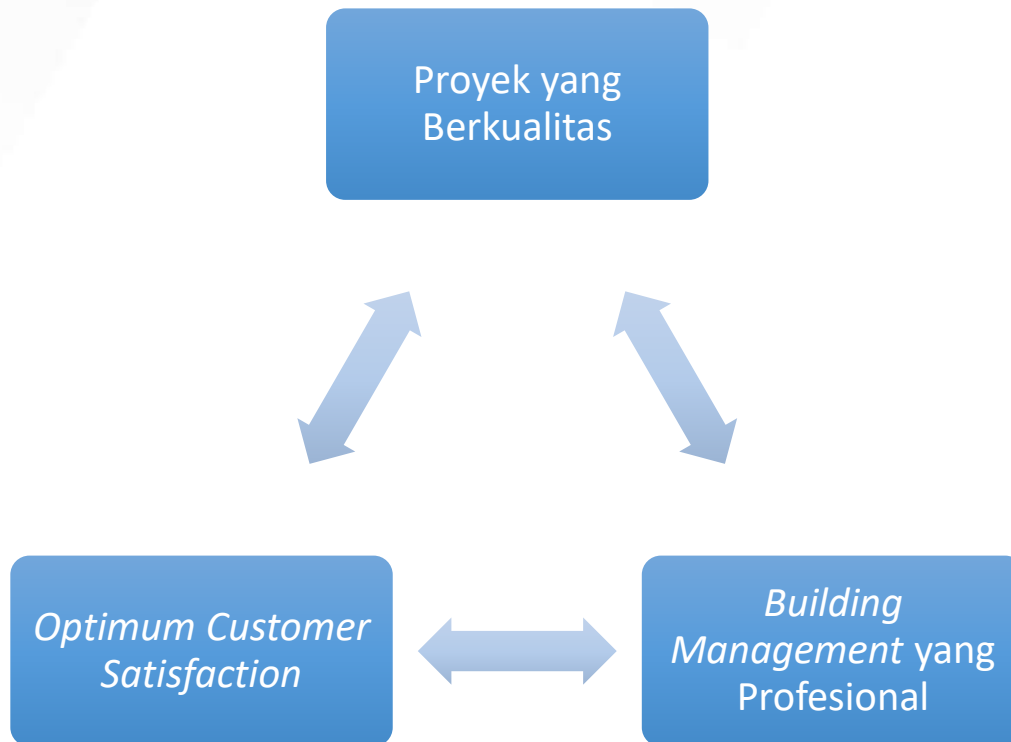 Proyek yang
Berkualitas
Optimum Customer
Satisfaction
Building
Management yang
Profesional